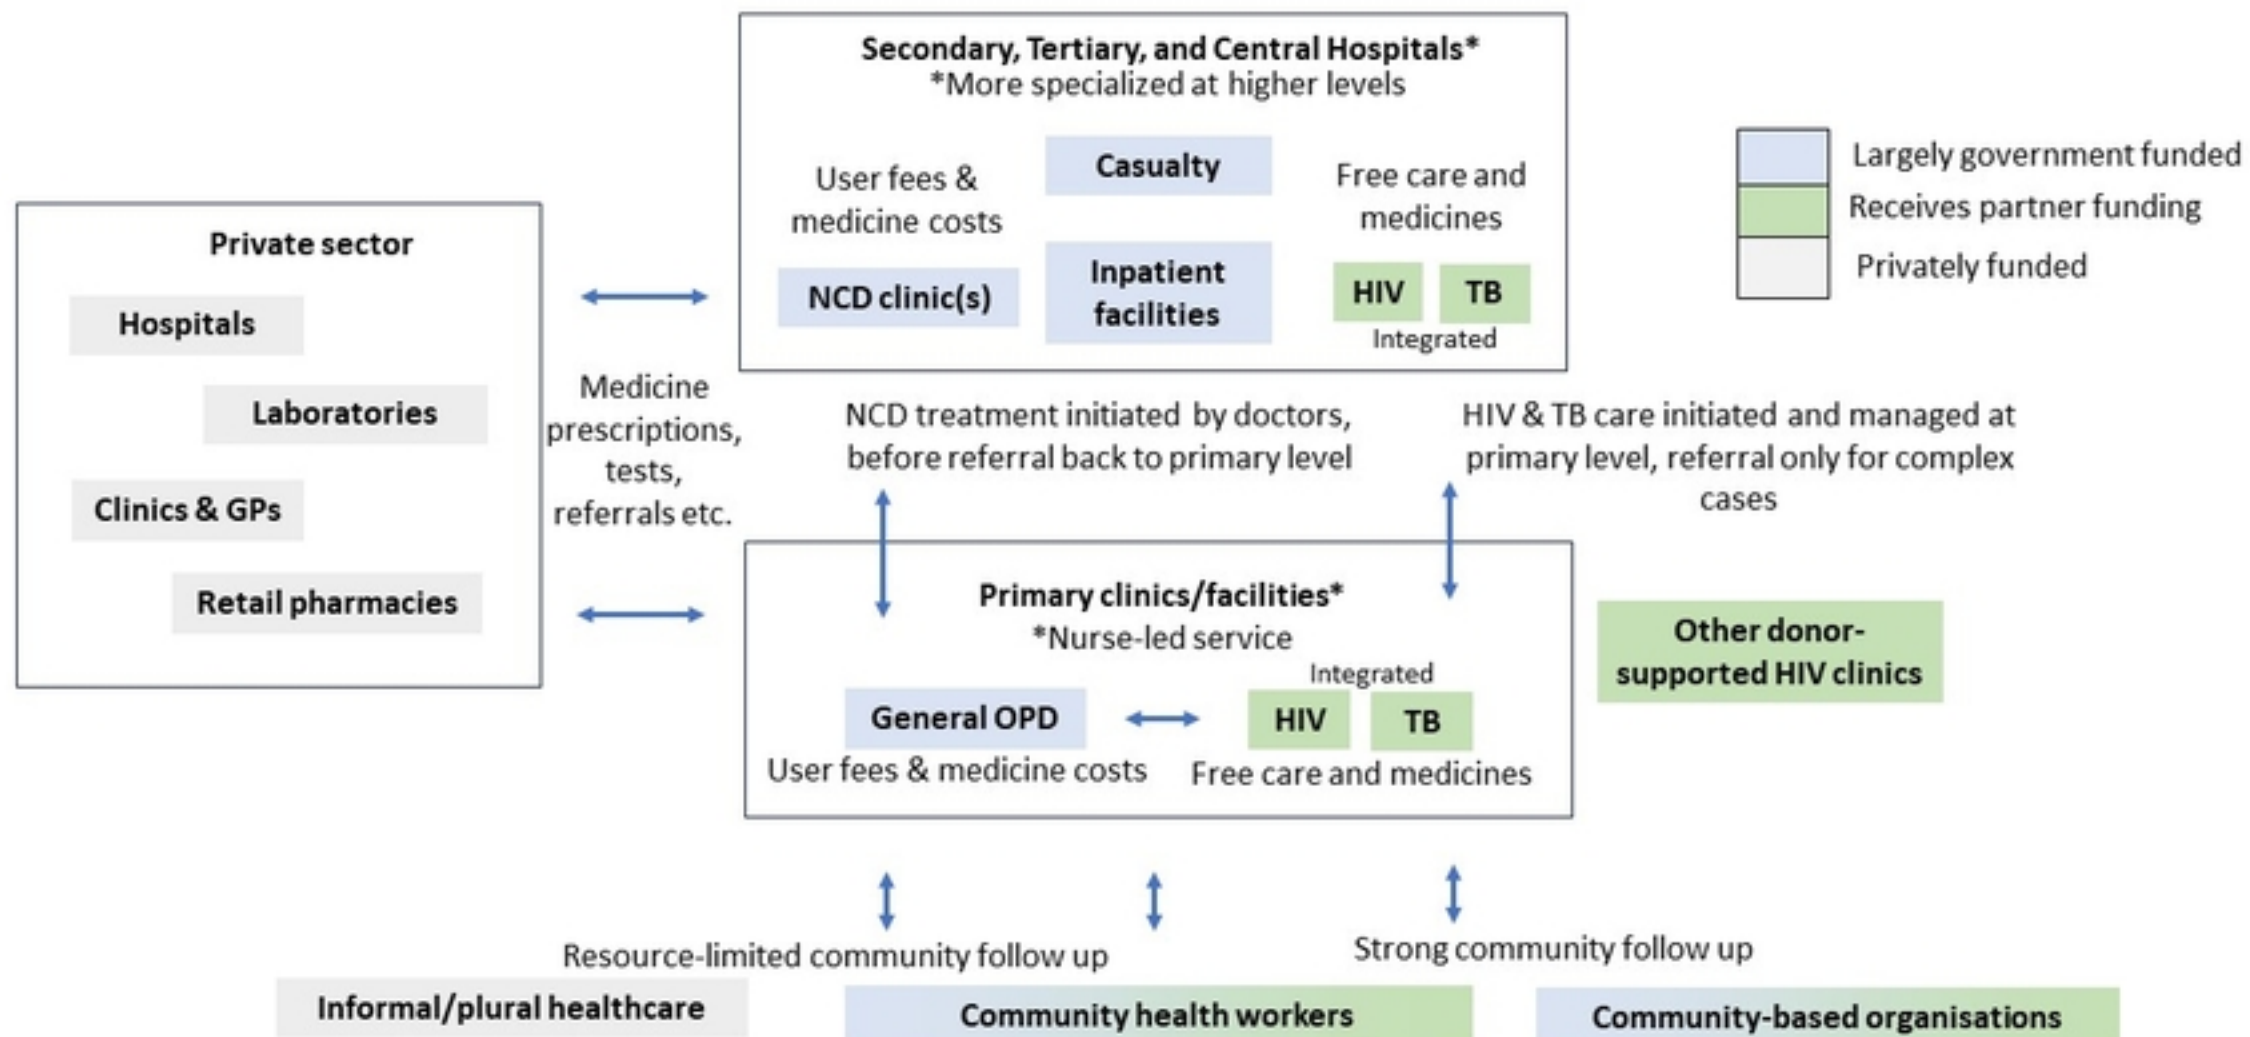 Secondary, Tertiary, and Central Hospitals*
*More specialized at higher levels
User fees &
medicine costs
Casualty
Free care and
medicines
NCD clinic(s)
Inpatient
facilities
HIV
TB
Integrated
Largely government funded
Receives partner funding
Privately funded
Private sector
Hospitals
Laboratories
Clinics & GPs
Retail pharmacies
Medicine
prescriptions,
tests,
referrals etc.
NCD treatment initiated by doctors,
before referral back to primary level
HIV & TB care initiated and managed at
primary level, referral only for complex
cases
Primary clinics/facilities*
*Nurse-led service
Integrated
General OPD
HIV
TB
User fees & medicine costs
Free care and medicines
Other donor-
supported HIV clinics
Resource-limited community follow up
Strong community follow up
Informal/plural healthcare
Community health workers
Community-based organisations